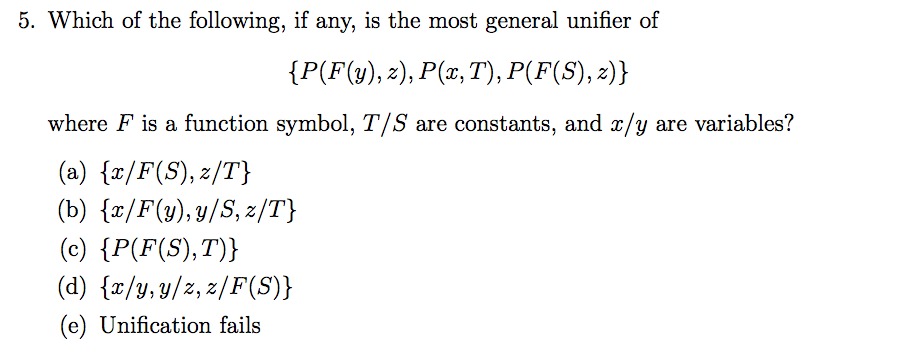 5. Which of the following, if any, is the most general unifier of
{P(F(y), z), P(x, T), P(F(S), z)}
where F is a function symbol, T/S are constants, and x/y are variables?
(a) {x/F(S), z/T}
(b) {x/F(y), y/S, z/T}
(c) {P(F(S), T)}
(d) {x/y, y/z, z/F(S)}
(e) Unification fails